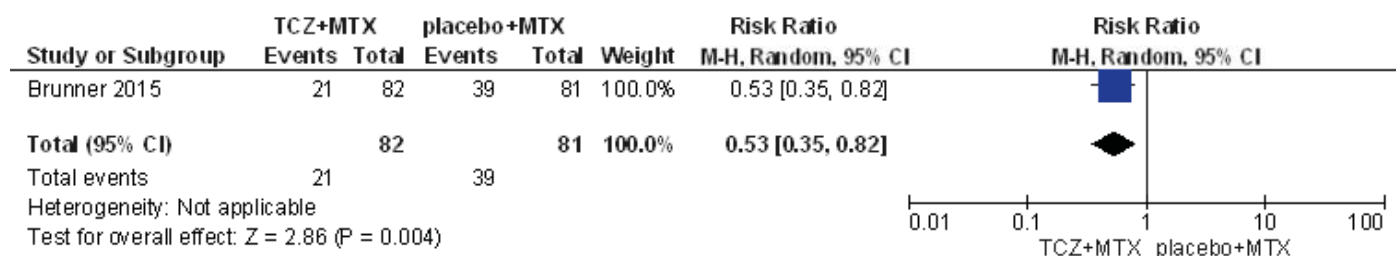 TCZ+MTX placebo+MTX Risk Ratio Risk Ratio
Study or Subgroup Events Total Events Total Weight M-H, Random, 95% CI M-H, Random, 95% CI
Brunner 2015 21 82 39 81 100.0% 0.53 [0.35, 0.82]
Total (95% CI) 82 81 100.0% 0.53 [0.35, 0.82]
Total events 21 39
Heterogeneity: Not applicable
Test for overall effect: Z = 2.86 (P = 0.004)
0.01 0.1 1 10 100
TCZ+MTX placebo+MTX